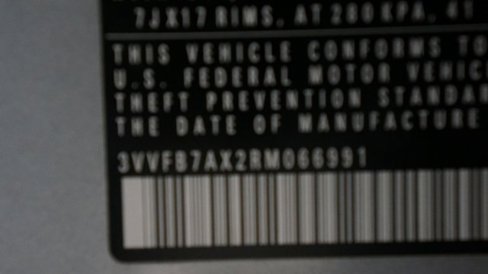 7JX17 RIMS, AT 280 KPA, 41
THIS VEHICLE CONFORMS TO
U.S. FEDERAL MOTOR VEHIC
THEFT PREVENTION STANDAR
THE DATE OF MANUFACTURE
3VVFB7AX2RM066991